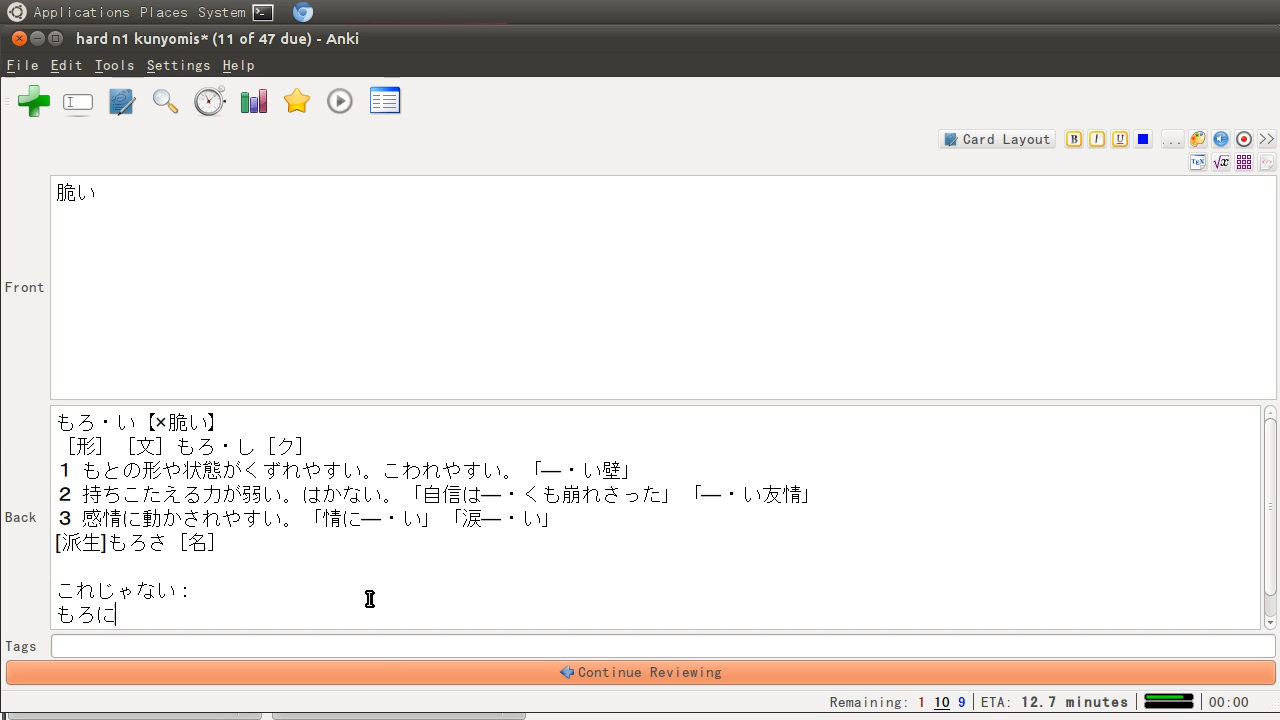 Applications Places System
hard n1 kunyomis* (11 of 47 due) - Anki
File Edit Tools Settings Help
Card Layout B I U ... >>
TEX √x
Front
脆い
Back
もろ・い【×脆い】
［形］［文］もろ・し［ク］
１ もとの形や状態がくずれやすい。こわれやすい。「―・い壁」
２ 持ちこたえる力が弱い。はかない。「自信は―・くも崩れさった」「―・い友情」
３ 感情に動かされやすい。「情に―・い」「涙―・い」
[派生]もろさ［名］
これじゃない：
もろに
Tags
Continue Reviewing
Remaining: 1 10 9 ETA: 12.7 minutes 00:00